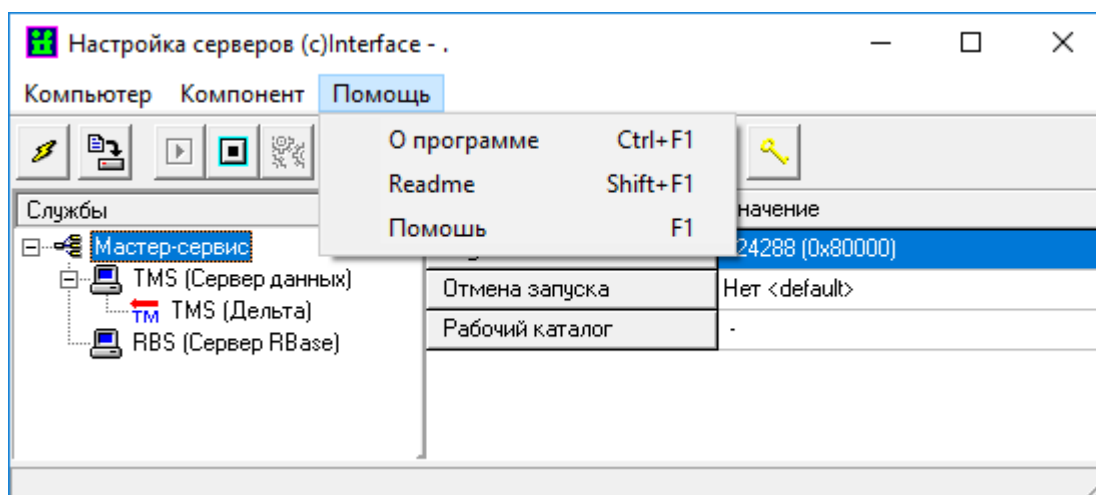 Настройка серверов (c)Interface - .
Компьютер Компонент Помощь
О программе Ctrl+F1
Readme Shift+F1
Помошь F1
Службы
начение
Мастер-сервис
24288 (0x80000)
TMS (Сервер данных)
Отмена запуска Нет <default>
TM TMS (Дельта)
Рабочий каталог -
RBS (Сервер RBase)